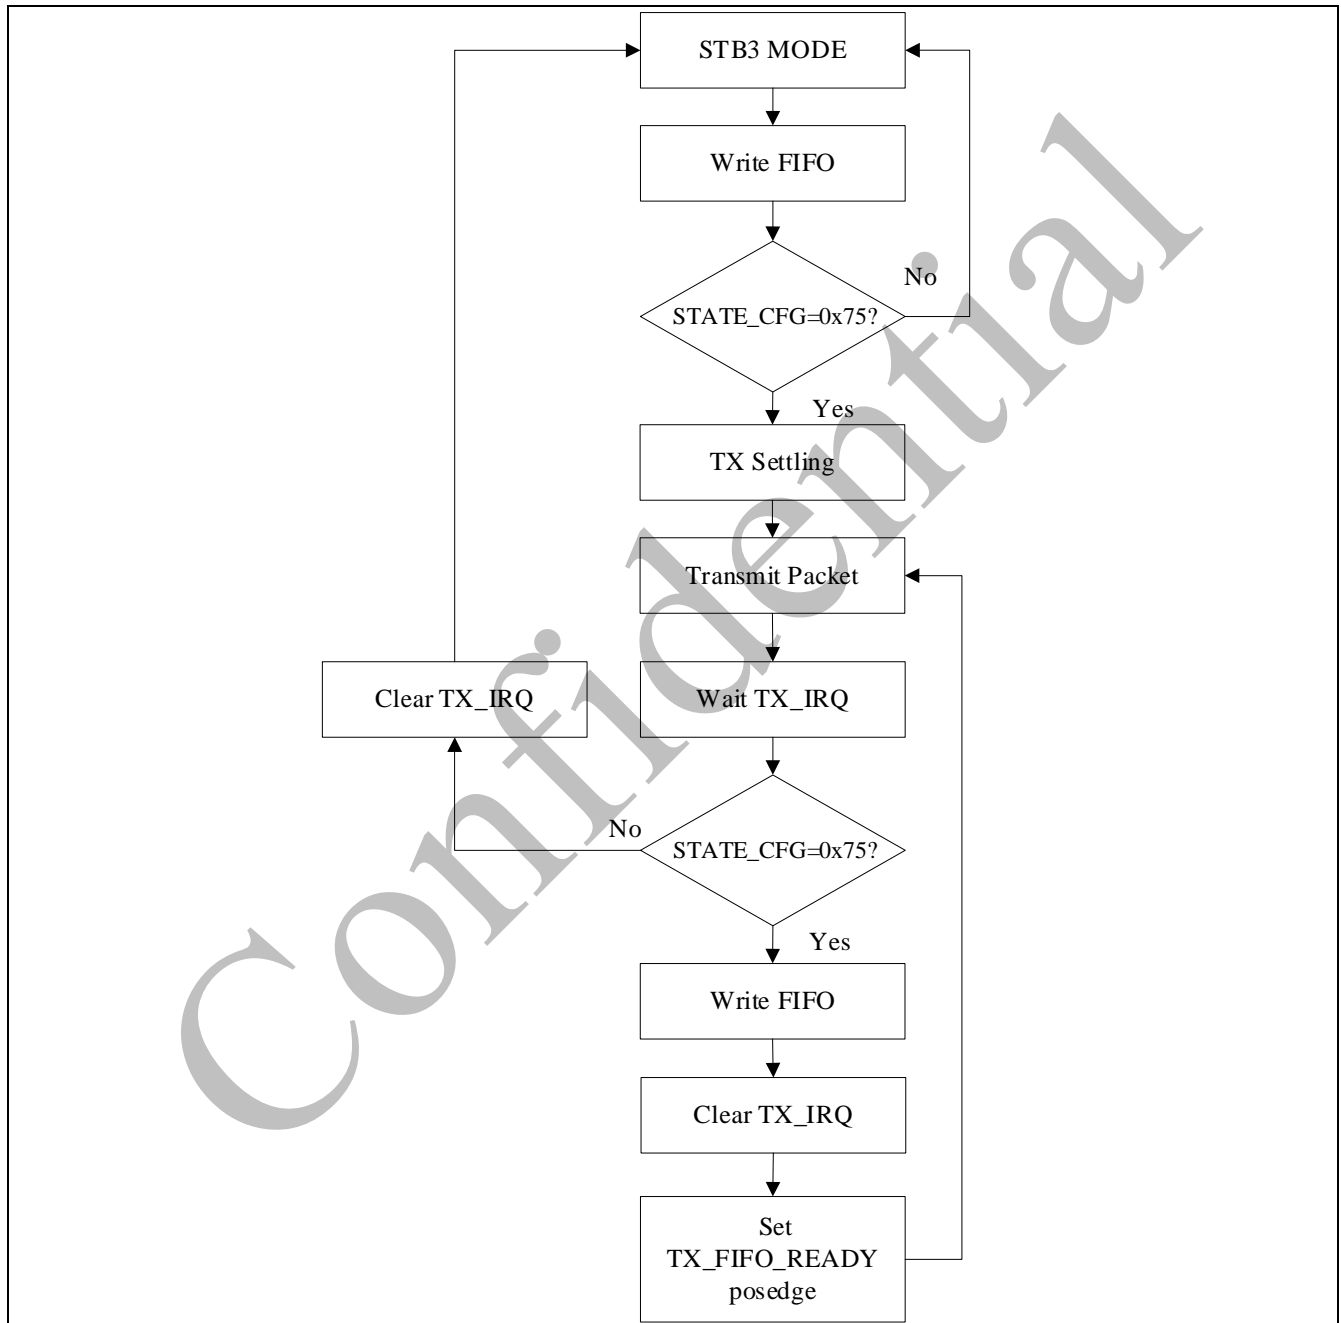 STB3 MODE
Write FIFO
No
STATE_CFG=0x75?
Yes
TX Settling
Transmit Packet
Clear TX_IRQ
Wait TX_IRQ
No
STATE_CFG=0x75?
Yes
Write FIFO
Clear TX_IRQ
Set
TX_FIFO_READY
posedge
Confidential